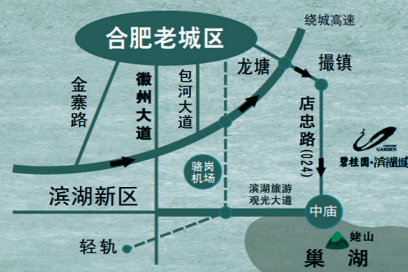 绕城高速
合肥老城区
龙塘
撮镇
金寨路
徽州大道
包河大道
店忠路(024)
碧桂园·滨湖城
骆岗
机场
滨湖新区
滨湖旅游
观光大道
中庙
轻轨
姥山
巢湖